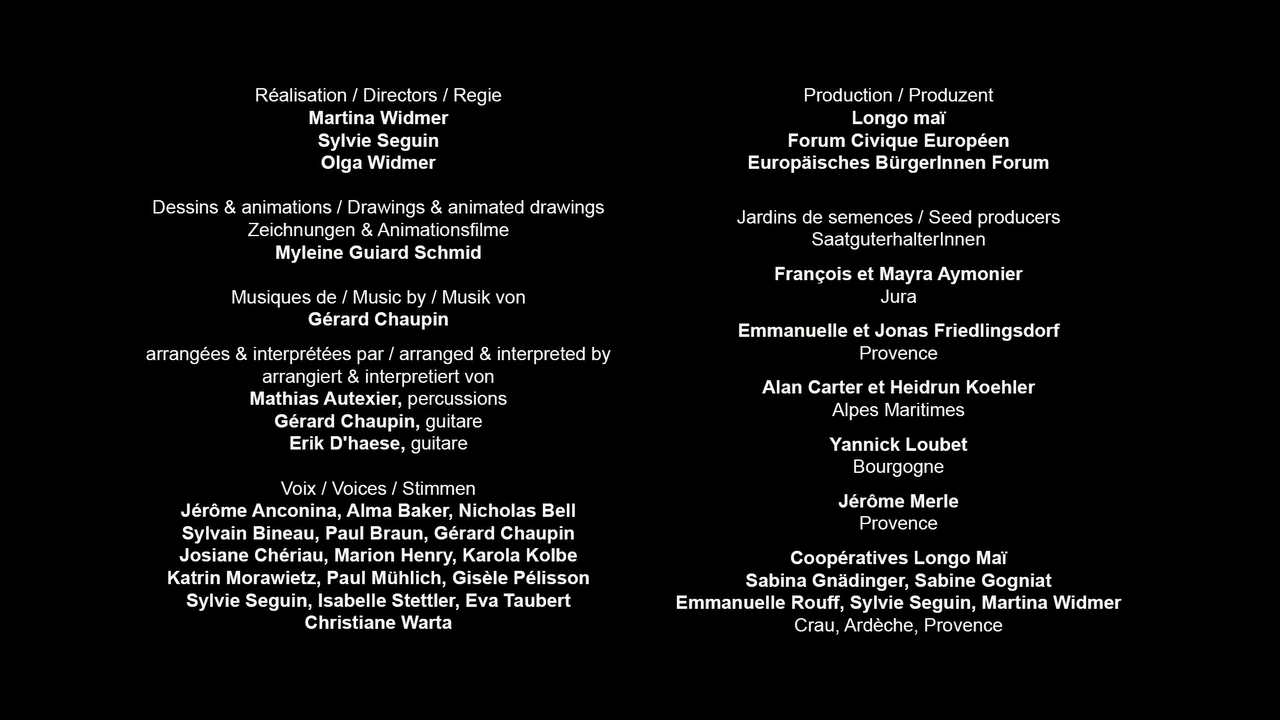 Réalisation / Directors / Regie
Martina Widmer
Sylvie Seguin
Olga Widmer
Dessins & animations / Drawings & animated drawings
Zeichnungen & Animationsfilme
Myleine Guiard Schmid
Musiques de / Music by / Musik von
Gérard Chaupin
arrangées & interprétées par / arranged & interpreted by
arrangiert & interpretiert von
Mathias Autexier, percussions
Gérard Chaupin, guitare
Erik D'haese, guitare
Voix / Voices / Stimmen
Jérôme Anconina, Alma Baker, Nicholas Bell
Sylvain Bineau, Paul Braun, Gérard Chaupin
Josiane Chériau, Marion Henry, Karola Kolbe
Katrin Morawietz, Paul Mühlich, Gisèle Pélisson
Sylvie Seguin, Isabelle Stettler, Eva Taubert
Christiane Warta
Production / Produzent
Longo maï
Forum Civique Européen
Europäisches BürgerInnen Forum
Jardins de semences / Seed producers
SaatguterhalterInnen
François et Mayra Aymonier
Jura
Emmanuelle et Jonas Friedlingsdorf
Provence
Alan Carter et Heidrun Koehler
Alpes Maritimes
Yannick Loubet
Bourgogne
Jérôme Merle
Provence
Coopératives Longo Maï
Sabina Gnädinger, Sabine Gogniat
Emmanuelle Rouff, Sylvie Seguin, Martina Widmer
Crau, Ardèche, Provence